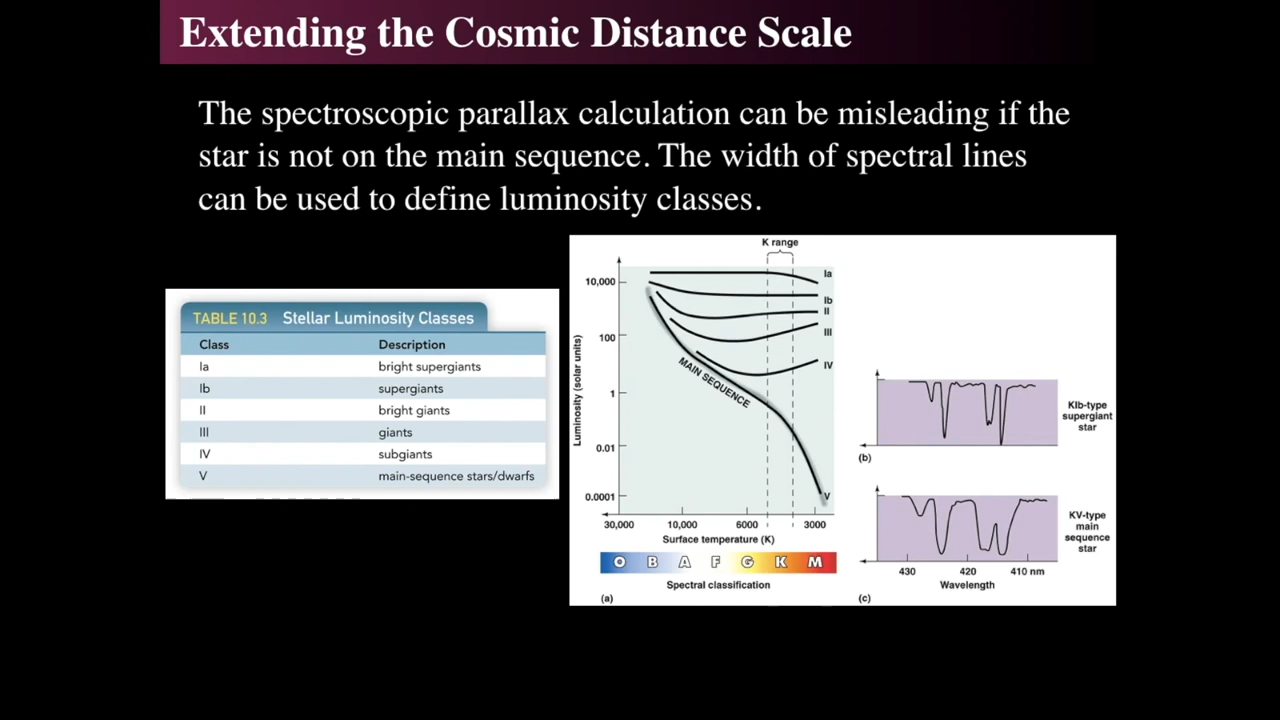 Extending the Cosmic Distance Scale
The spectroscopic parallax calculation can be misleading if the
star is not on the main sequence. The width of spectral lines
can be used to define luminosity classes.
TABLE 10.3 Stellar Luminosity Classes
Class Description
Ia bright supergiants
Ib supergiants
II bright giants
III giants
IV subgiants
V main-sequence stars/dwarfs
K range
Luminosity (solar units)
10,000
100
1
0.01
0.0001
Ia
Ib
II
III
IV
V
MAIN SEQUENCE
30,000 10,000 6000 3000
Surface temperature (K)
O B A F G K M
Spectral classification
(a)
KIb-type
supergiant
star
(b)
KV-type
main
sequence
star
430 420 410 nm
Wavelength
(c)